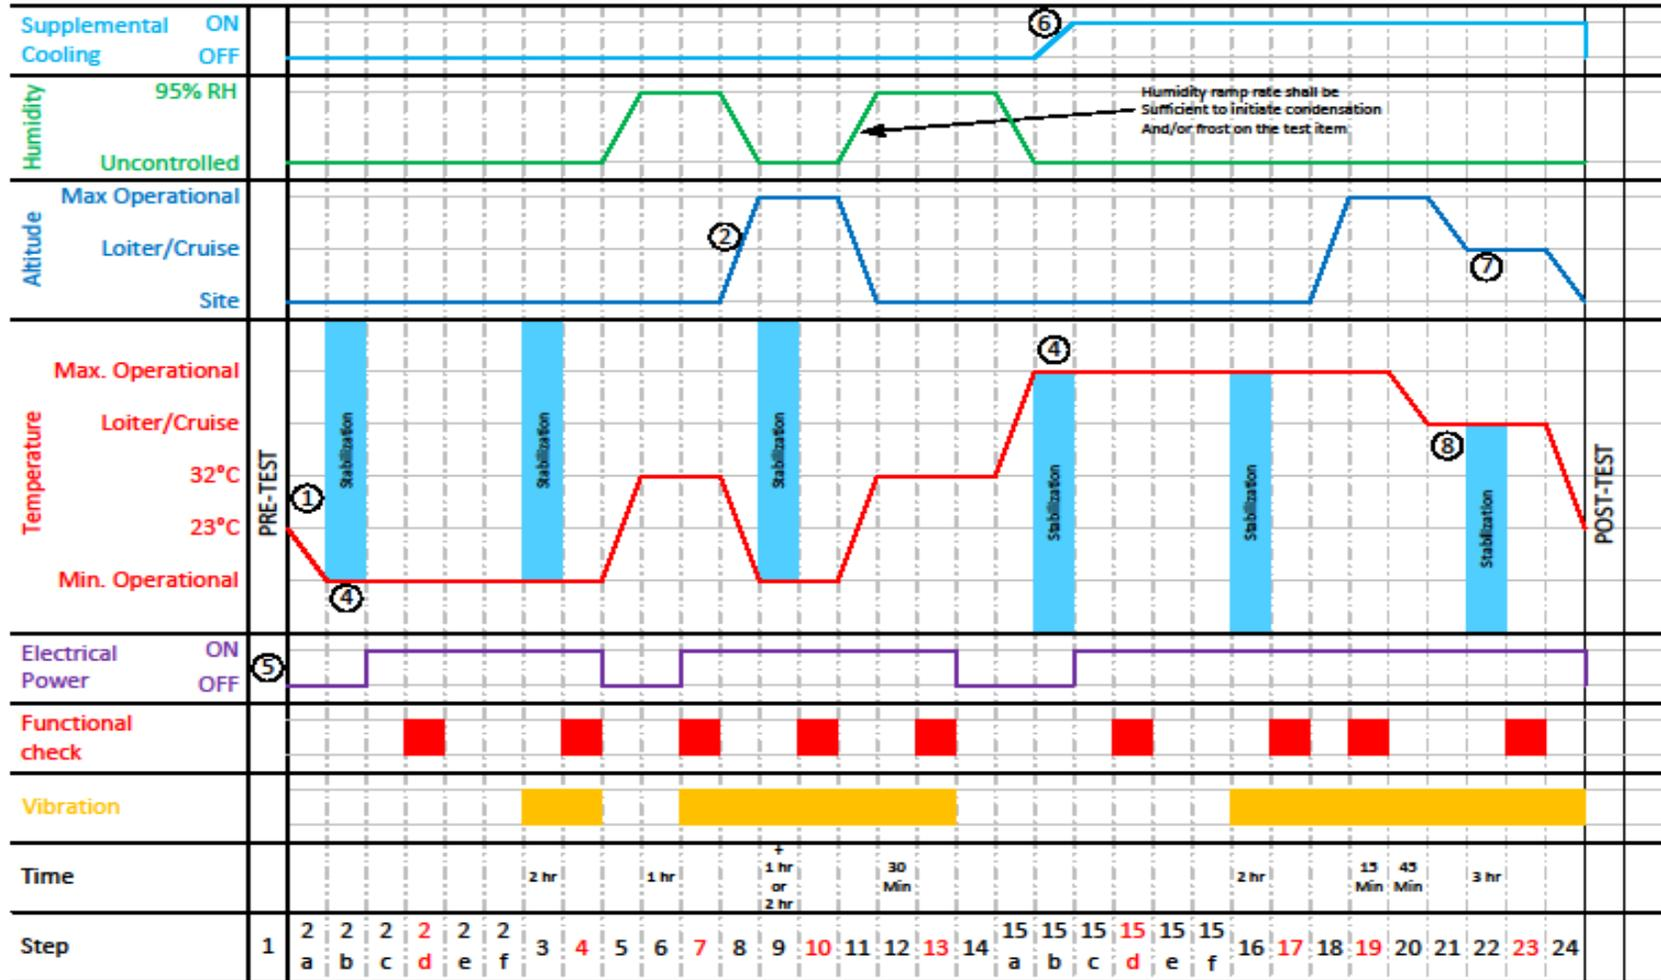 Supplemental ON
Cooling OFF
6
Humidity
95% RH
Uncontrolled
Humidity ramp rate shall be
Sufficient to initiate condensation
And/or frost on the test item
Altitude
Max Operational
Loiter/Cruise
Site
2
7
Temperature
Max. Operational
Loiter/Cruise
32°C
23°C
Min. Operational
PRE-TEST
1
Stabilization
4
Stabilization
Stabilization
4
Stabilization
Stabilization
8
Stabilization
POST-TEST
Electrical ON
Power OFF
5
Functional
check
Vibration
Time
2 hr
1 hr
+
1 hr
or
2 hr
30
Min
2 hr
15
Min
45
Min
3 hr
Step
1
2
a
2
b
2
c
2
d
2
e
2
f
3
4
5
6
7
8
9
10
11
12
13
14
15
a
15
b
15
c
15
d
15
e
15
f
16
17
18
19
20
21
22
23
24